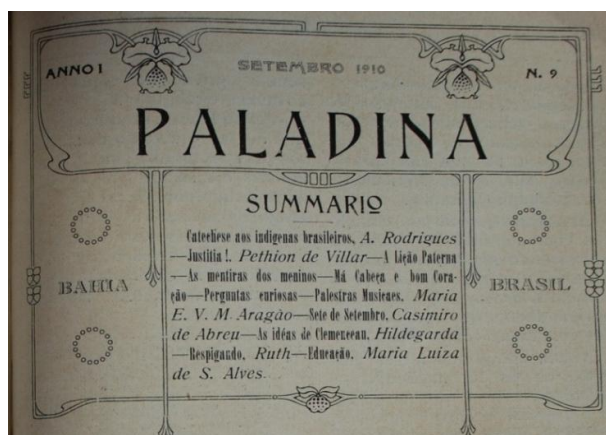 ANNO I
SETEMBRO 1910
N. 9
PALADINA
SUMMARIO
Catechese aos indigenas brasileiros, A. Rodrigues
—Justitia!. Pethion de Villar—A Lição Paterna
—As mentiras dos meninos—Má Cabeça e bom Cora-
ção—Perguntas curiosas—Palestras Musicaes, Maria
E. V. M. Aragão—Sete de Setembro, Casimiro
de Abreu—As idéas de Clemenceau, Hildegarda
—Respigando, Ruth—Educação, Maria Luiza
de S. Alves.
BAHIA
BRASIL